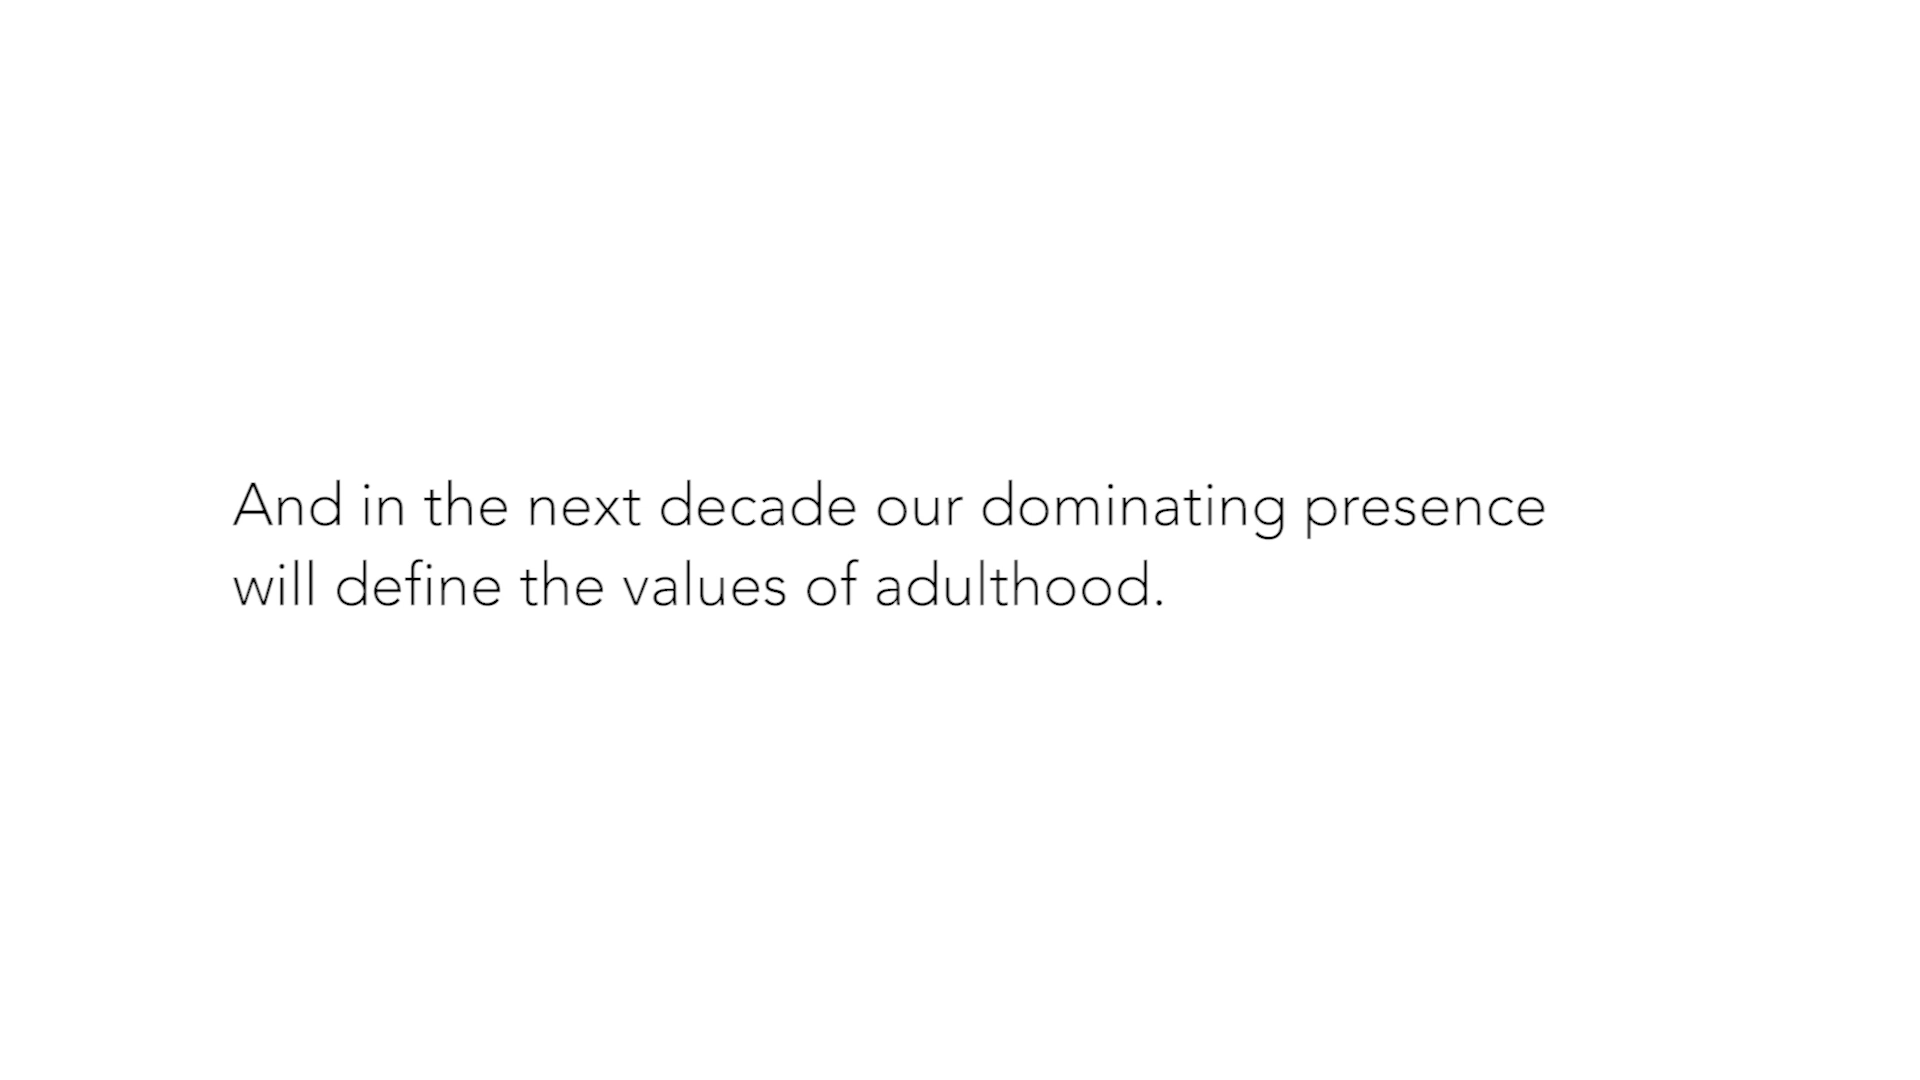 And in the next decade our dominating presence
will define the values of adulthood.